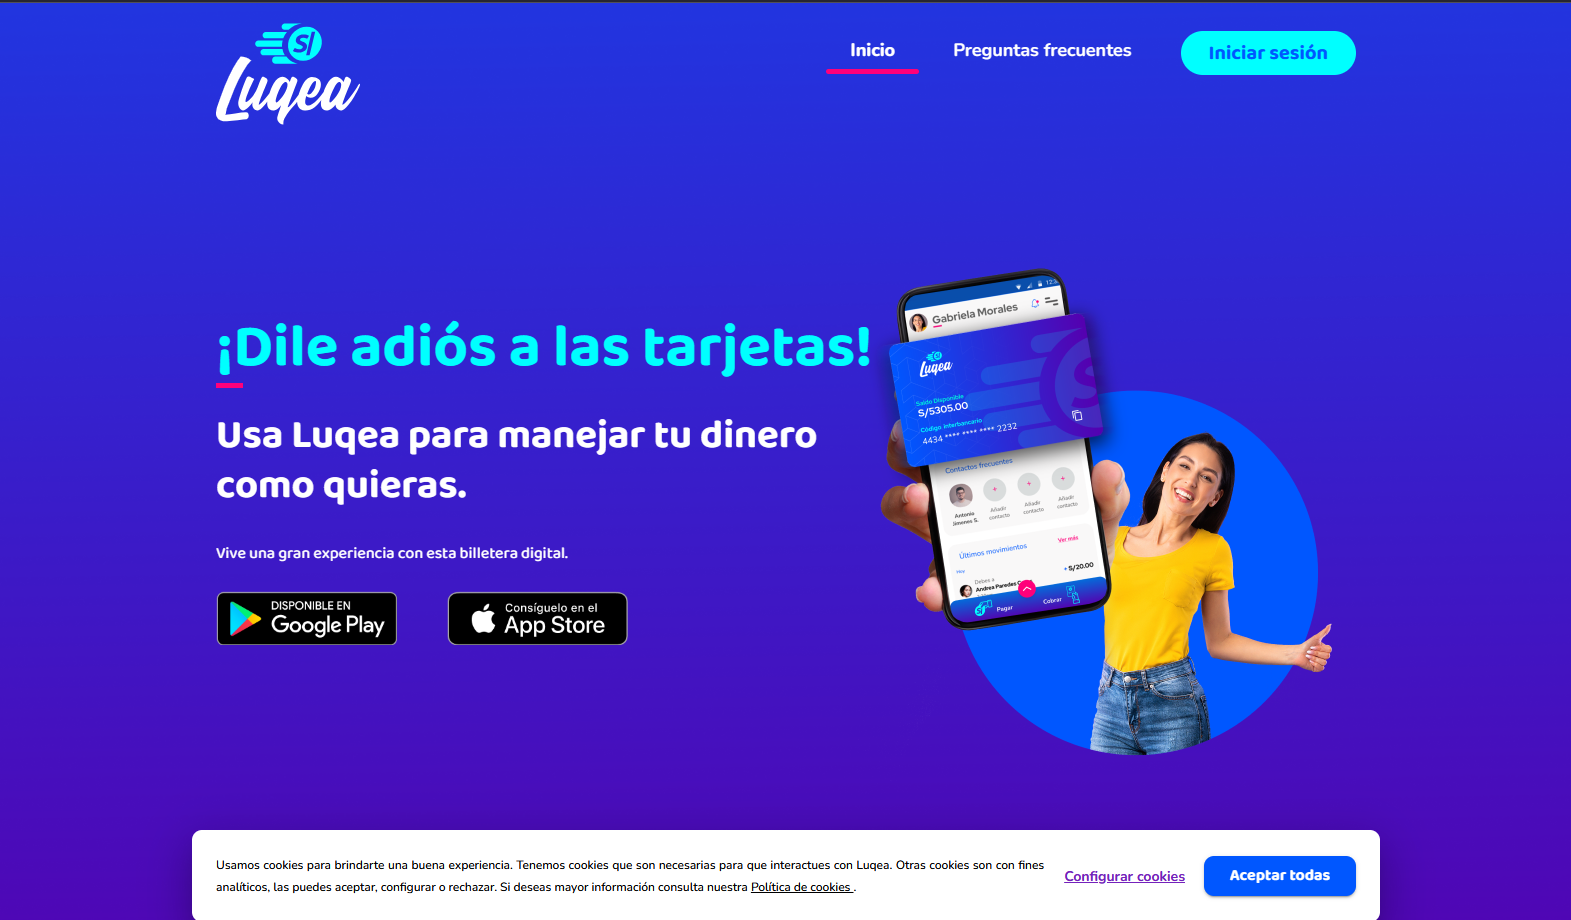 S/
Luqea
Inicio
Preguntas frecuentes
Iniciar sesión
¡Dile adiós a las tarjetas!
Usa Luqea para manejar tu dinero
como quieras.
Vive una gran experiencia con esta billetera digital.
DISPONIBLE EN
Google Play
Consíguelo en el
App Store
12:3
Gabriela Morales
Luqea
Saldo Disponible
S/5305.00
Código Interbancario
4434 **** **** **** 2232
Contactos frecuentes
Antonio
Jimenes S.
Añadir
contacto
Añadir
contacto
Añadir
contacto
Últimos movimientos
Ver más
Hoy
Debes a
Andrea Paredes
+ S/20.00
Pagar
Cobrar
Usamos cookies para brindarte una buena experiencia. Tenemos cookies que son necesarias para que interactues con Luqea. Otras cookies son con fines
analíticos, las puedes aceptar, configurar o rechazar. Si deseas mayor información consulta nuestra Política de cookies .
Configurar cookies
Aceptar todas